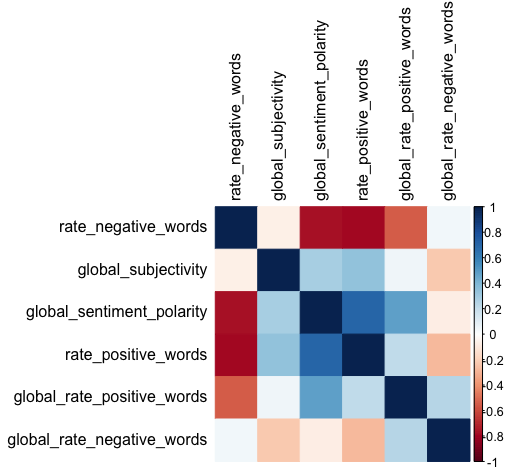 rate_negative_words
global_subjectivity
global_sentiment_polarity
rate_positive_words
global_rate_positive_words
global_rate_negative_words
rate_negative_words
global_subjectivity
global_sentiment_polarity
rate_positive_words
global_rate_positive_words
global_rate_negative_words
1
0.8
0.6
0.4
0.2
0
-0.2
-0.4
-0.6
-0.8
-1